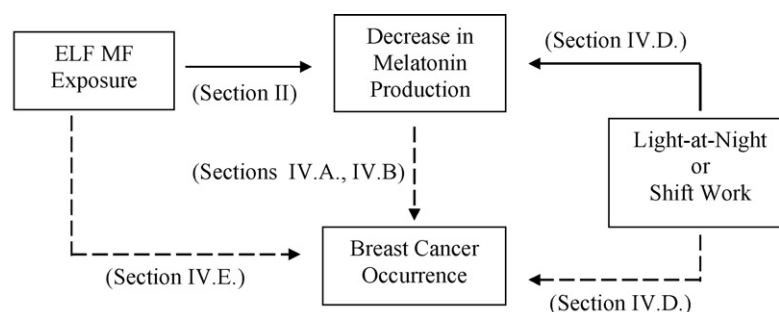 ELF MF
Exposure
(Section II)
Decrease in
Melatonin
Production
(Section IV.D.)
(Sections IV.A., IV.B)
Light-at-Night
or
Shift Work
Breast Cancer
Occurrence
(Section IV.E.)
(Section IV.D.)